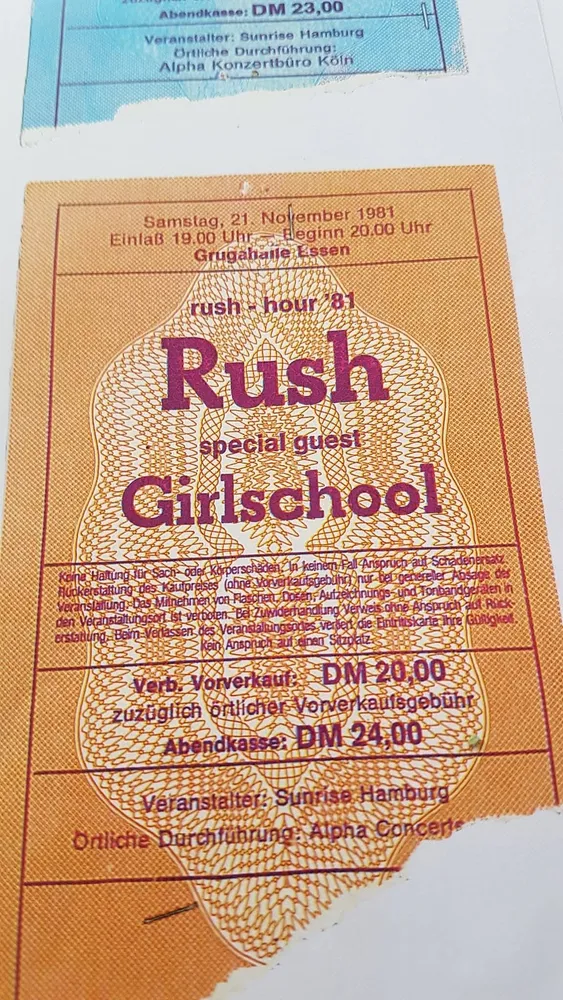 Abendkasse: DM 23,00
Veranstalter: Sunrise Hamburg
Örtliche Durchführung:
Alpha Konzertbüro Köln
Samstag, 21. November 1981
Einlaß 19.00 Uhr — Beginn 20.00 Uhr
Grugahalle Essen
rush - hour '81
Rush
special guest
Girlschool
Keine Haftung für Sach- oder Körperschäden. In keinem Fall Anspruch auf Schadenersatz.
Rückerstattung des Kaufpreises (ohne Vorverkaufsgebühr) nur bei genereller Absage der
Veranstaltung. Das Mitnehmen von Flaschen, Dosen, Aufzeichnungs- und Tonbandgeräten in
den Veranstaltungsort ist verboten. Bei Zuwiderhandlung Verweis ohne Anspruch auf Rück-
erstattung. Beim Verlassen des Veranstaltungsortes verliert die Eintrittskarte ihre Gültigkeit.
Kein Anspruch auf einen Sitzplatz.
Verb. Vorverkauf: DM 20,00
zuzüglich örtlicher Vorverkaufsgebühr
Abendkasse: DM 24,00
Veranstalter: Sunrise Hamburg
Örtliche Durchführung: Alpha Concerts